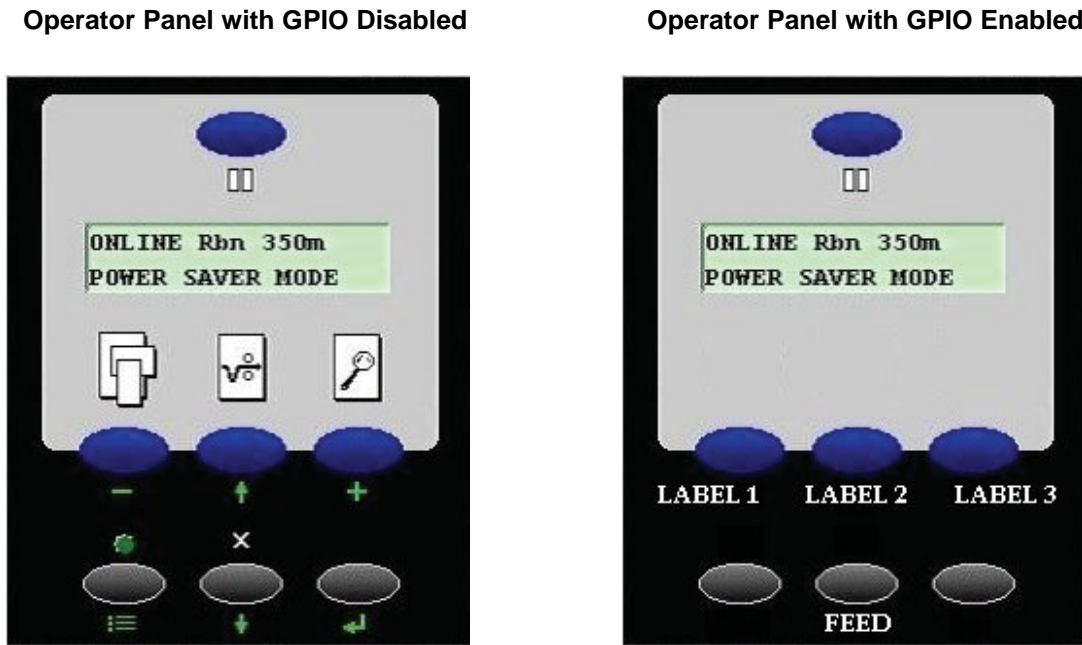 Operator Panel with GPIO Disabled
Operator Panel with GPIO Enabled
ONLINE Rbn 350m
POWER SAVER MODE
ONLINE Rbn 350m
POWER SAVER MODE
LABEL 1 LABEL 2 LABEL 3
FEED